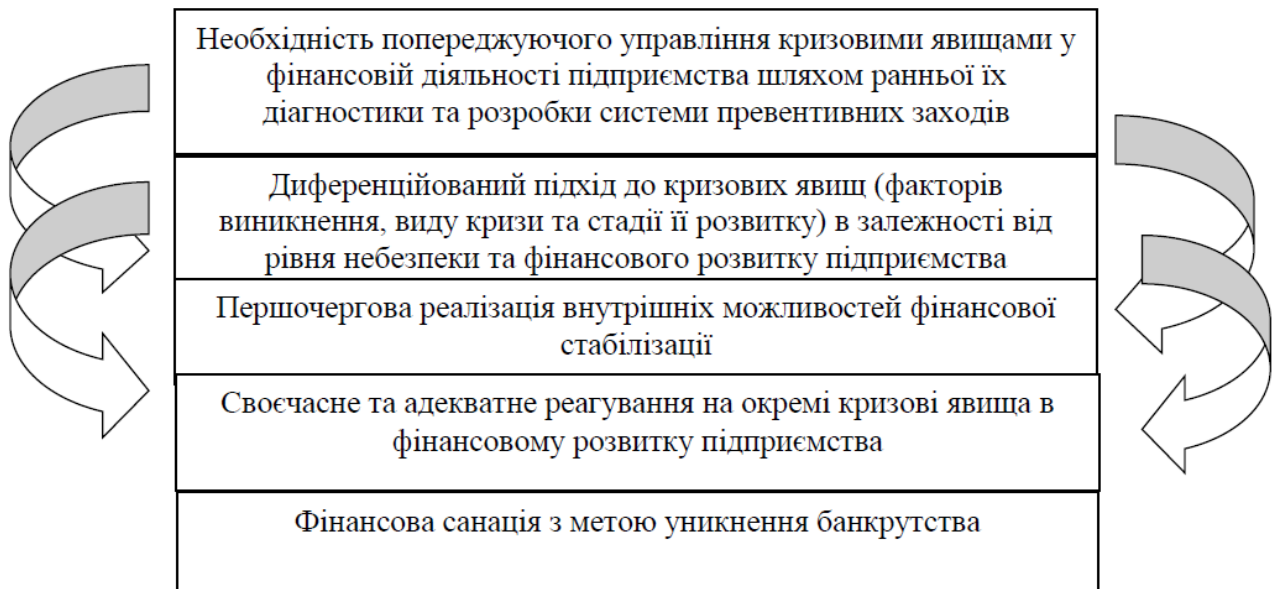 Необхідність попереджуючого управління кризовими явищами у
фінансовій діяльності підприємства шляхом ранньої їх
діагностики та розробки системи превентивних заходів
Диференційований підхід до кризових явищ (факторів
виникнення, виду кризи та стадії її розвитку) в залежності від
рівня небезпеки та фінансового розвитку підприємства
Першочергова реалізація внутрішніх можливостей фінансової
стабілізації
Своєчасне та адекватне реагування на окремі кризові явища в
фінансовому розвитку підприємства
Фінансова санація з метою уникнення банкрутства